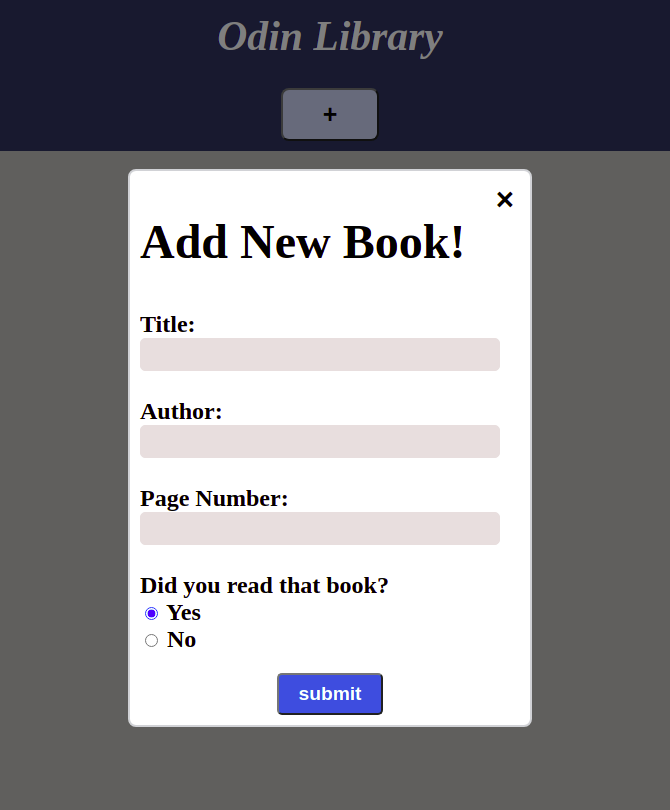 Odin Library
+
×
Add New Book!
Title:
Author:
Page Number:
Did you read that book?
Yes
No
submit